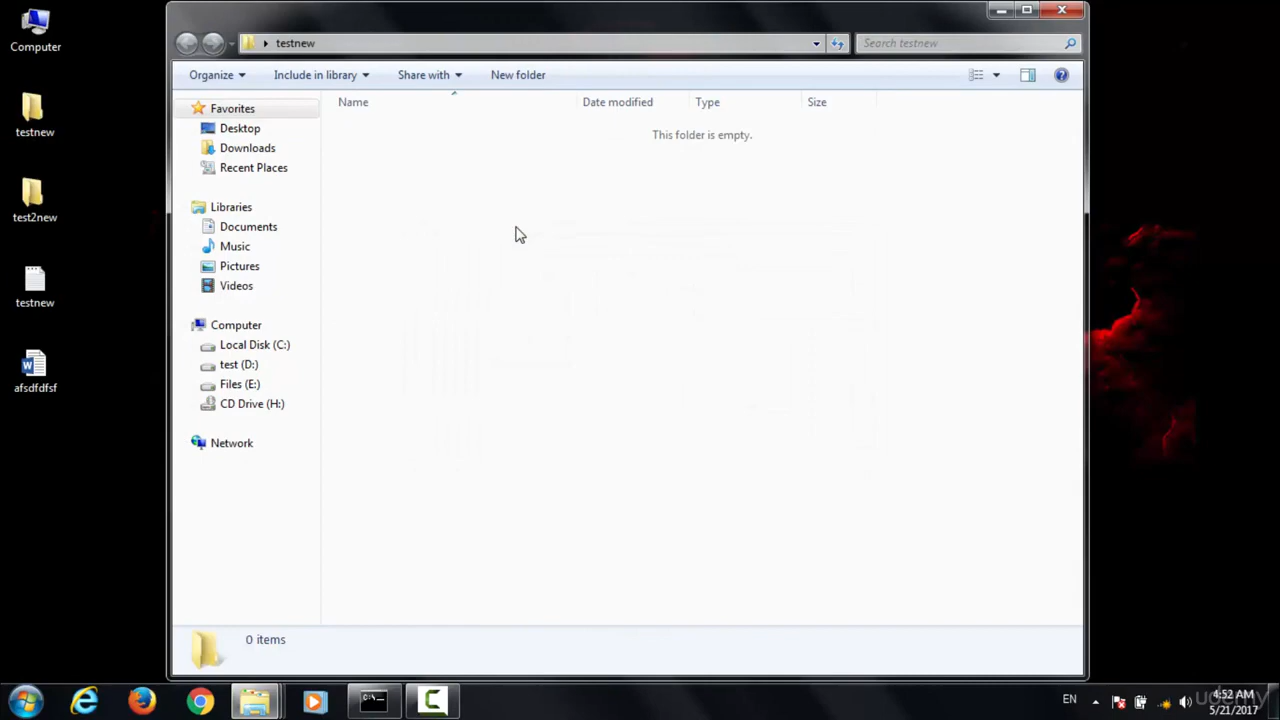 Computer
testnew
test2new
testnew
afsdfdfsf
testnew
Search testnew
Organize
Include in library
Share with
New folder
Name
Date modified
Type
Size
This folder is empty.
Favorites
Desktop
Downloads
Recent Places
Libraries
Documents
Music
Pictures
Videos
Computer
Local Disk (C:)
test (D:)
Files (E:)
CD Drive (H:)
Network
0 items
C:\
EN
4:52 AM
5/21/2017
udemy